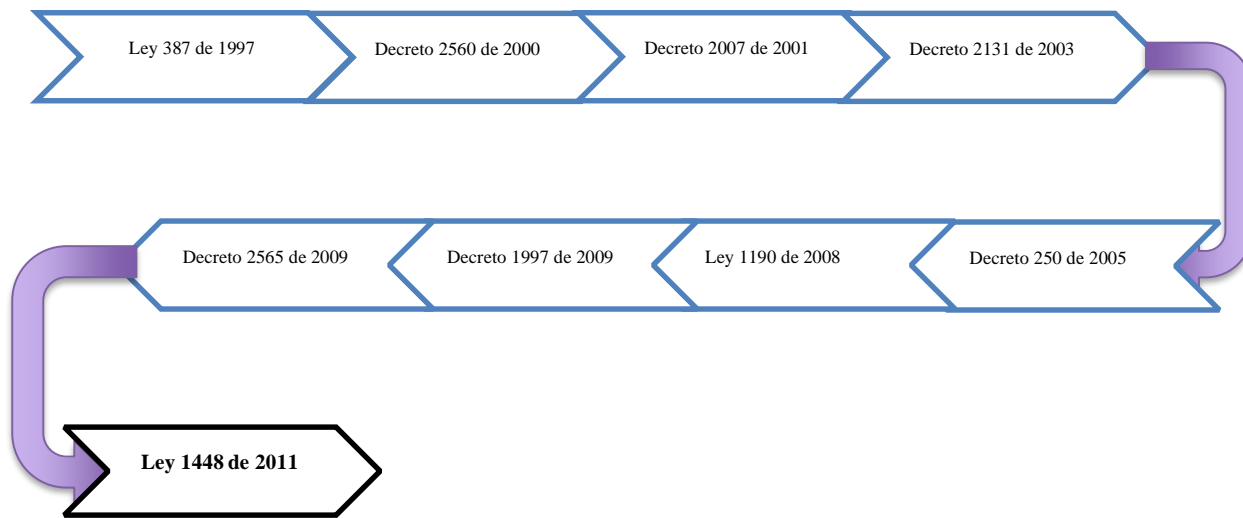 Ley 387 de 1997
Decreto 2560 de 2000
Decreto 2007 de 2001
Decreto 2131 de 2003
Decreto 250 de 2005
Ley 1190 de 2008
Decreto 1997 de 2009
Decreto 2565 de 2009
Ley 1448 de 2011